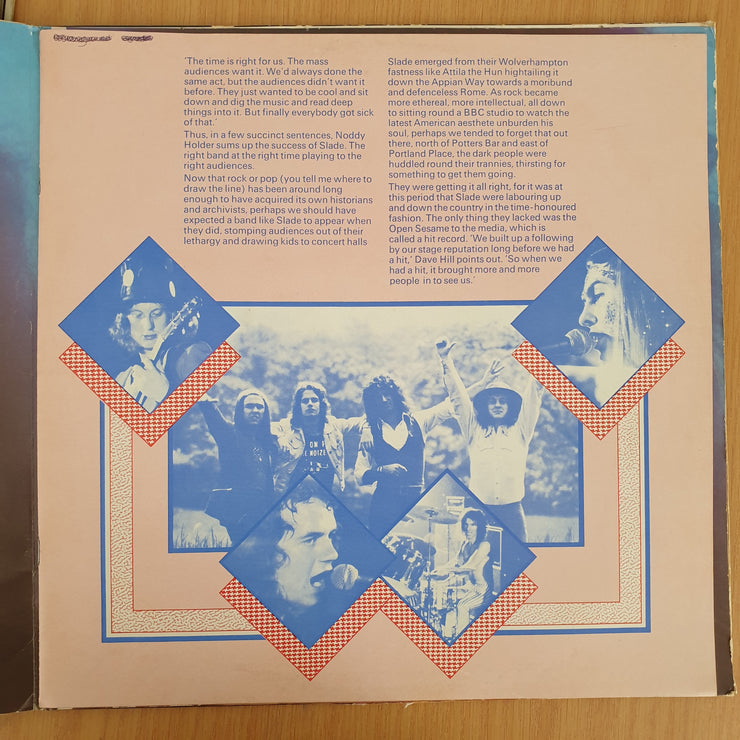 'The time is right for us. The mass
audiences want it. We'd always done the
same act, but the audiences didn't want it
before. They just wanted to be cool and sit
down and dig the music and read deep
things into it. But finally everybody got sick
of that.'
Thus, in a few succinct sentences, Noddy
Holder sums up the success of Slade. The
right band at the right time playing to the
right audiences.
Now that rock or pop (you tell me where to
draw the line) has been around long
enough to have acquired its own historians
and archivists, perhaps we should have
expected a band like Slade to appear when
they did, stomping audiences out of their
lethargy and drawing kids to concert halls
Slade emerged from their Wolverhampton
fastness like Attila the Hun hightailing it
down the Appian Way towards a moribund
and defenceless Rome. As rock became
more ethereal, more intellectual, all down
to sitting round a BBC studio to watch the
latest American aesthete unburden his
soul, perhaps we tended to forget that out
there, north of Potters Bar and east of
Portland Place, the dark people were
huddled round their trannies, thirsting for
something to get them going.
They were getting it all right, for it was at
this period that Slade were labouring up
and down the country in the time-honoured
fashion. The only thing they lacked was the
Open Sesame to the media, which is
called a hit record. 'We built up a following
by our stage reputation long before we had
a hit,' Dave Hill points out. 'So when we
had a hit, it brought more and more
people in to see us.'
ON
NOIZE